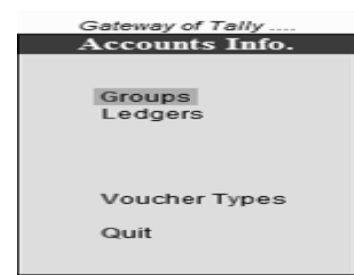 Gateway of Tally ....
Accounts Info.
Groups
Ledgers
Voucher Types
Quit